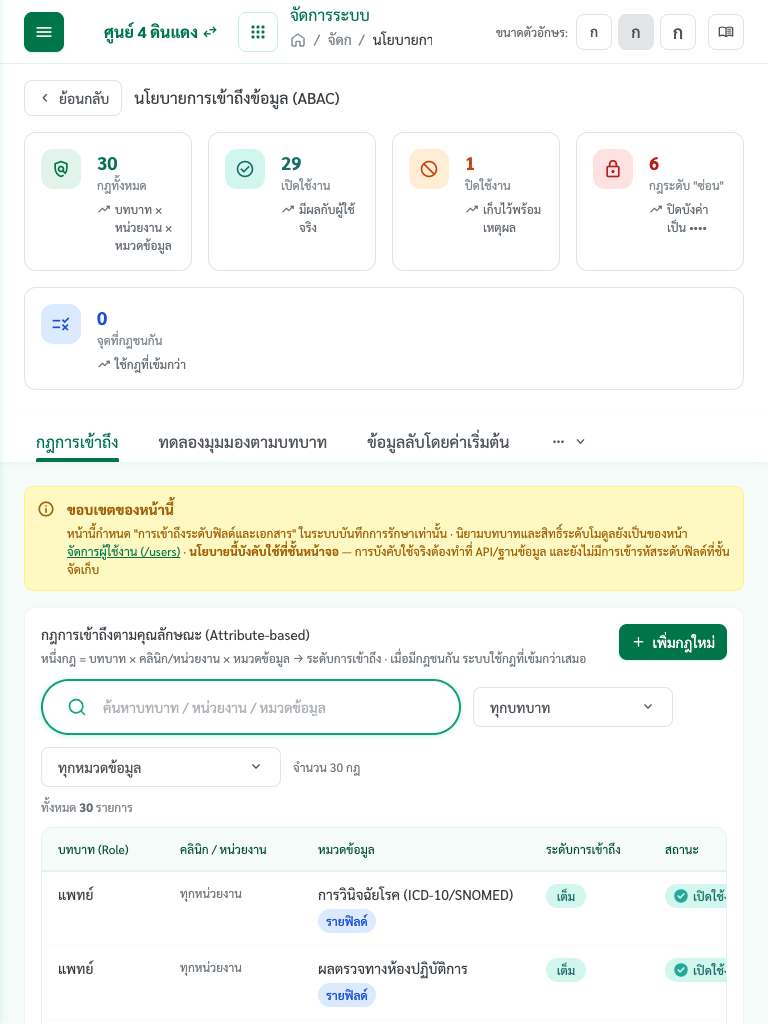 จัดการระบบ
ศูนย์ 4 ดินแดง
/ จัดก / นโยบายกา
ขนาดตัวอักษร: ก ก ก
ย้อนกลับ
นโยบายการเข้าถึงข้อมูล (ABAC)
30
กฎทั้งหมด
บทบาท ×
หน่วยงาน ×
หมวดข้อมูล
29
เปิดใช้งาน
มีผลกับผู้ใช้
จริง
1
ปิดใช้งาน
เก็บไว้พร้อม
เหตุผล
6
กฎระดับ "ซ่อน"
ปิดบังค่า
เป็น ••••
0
จุดที่กฎชนกัน
ใช้กฎที่เข้มกว่า
กฎการเข้าถึง
ทดลองมุมมองตามบทบาท
ข้อมูลลับโดยค่าเริ่มต้น
···
ขอบเขตของหน้านี้
หน้านี้กำหนด "การเข้าถึงระดับฟิลด์และเอกสาร" ในระบบบันทึกการรักษาเท่านั้น · นิยามบทบาทและสิทธิ์ระดับโมดูลยังเป็นของหน้า
จัดการผู้ใช้งาน (/users) · นโยบายนี้บังคับใช้ที่ชั้นหน้าจอ — การบังคับใช้จริงต้องทำที่ API/ฐานข้อมูล และยังไม่มีการเข้ารหัสระดับฟิลด์ที่ชั้น
จัดเก็บ
กฎการเข้าถึงตามคุณลักษณะ (Attribute-based)
หนึ่งกฎ = บทบาท × คลินิก/หน่วยงาน × หมวดข้อมูล → ระดับการเข้าถึง · เมื่อมีกฎชนกัน ระบบใช้กฎที่เข้มกว่าเสมอ
+ เพิ่มกฎใหม่
ค้นหาบทบาท / หน่วยงาน / หมวดข้อมูล
ทุกบทบาท
ทุกหมวดข้อมูล
จำนวน 30 กฎ
ทั้งหมด 30 รายการ
บทบาท (Role) คลินิก / หน่วยงาน หมวดข้อมูล ระดับการเข้าถึง สถานะ
แพทย์ ทุกหน่วยงาน การวินิจฉัยโรค (ICD-10/SNOMED) เต็ม เปิดใช้ง
รายฟิลด์
แพทย์ ทุกหน่วยงาน ผลตรวจทางห้องปฏิบัติการ เต็ม เปิดใช้ง
รายฟิลด์